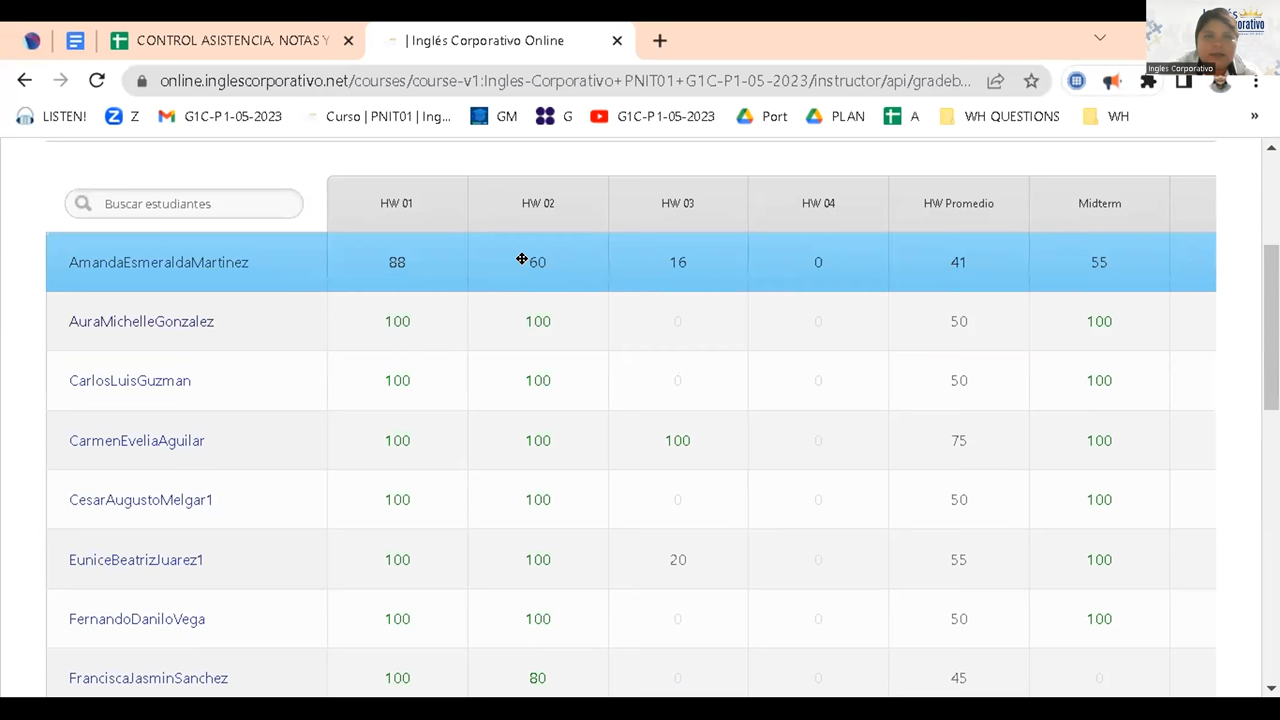 CONTROL ASISTENCIA, NOTAS Y
| Inglés Corporativo Online
Ingles Corporativo
online.inglescorporativo.net/courses/course-v1:Ingles-Corporativo+PNIT01+G1C-P1-05-2023/instructor/api/gradeb...
LISTEN! Z G1C-P1-05-2023 Curso | PNIT01 | Ing... GM G G1C-P1-05-2023 Port PLAN A WH QUESTIONS WH »
Buscar estudiantes HW 01 HW 02 HW 03 HW 04 HW Promedio Midterm
AmandaEsmeraldaMartinez 88 60 16 0 41 55
AuraMichelleGonzalez 100 100 0 0 50 100
CarlosLuisGuzman 100 100 0 0 50 100
CarmenEveliaAguilar 100 100 100 0 75 100
CesarAugustoMelgar1 100 100 0 0 50 100
EuniceBeatrizJuarez1 100 100 20 0 55 100
FernandoDaniloVega 100 100 0 0 50 100
FranciscaJasminSanchez 100 80 0 0 45 0